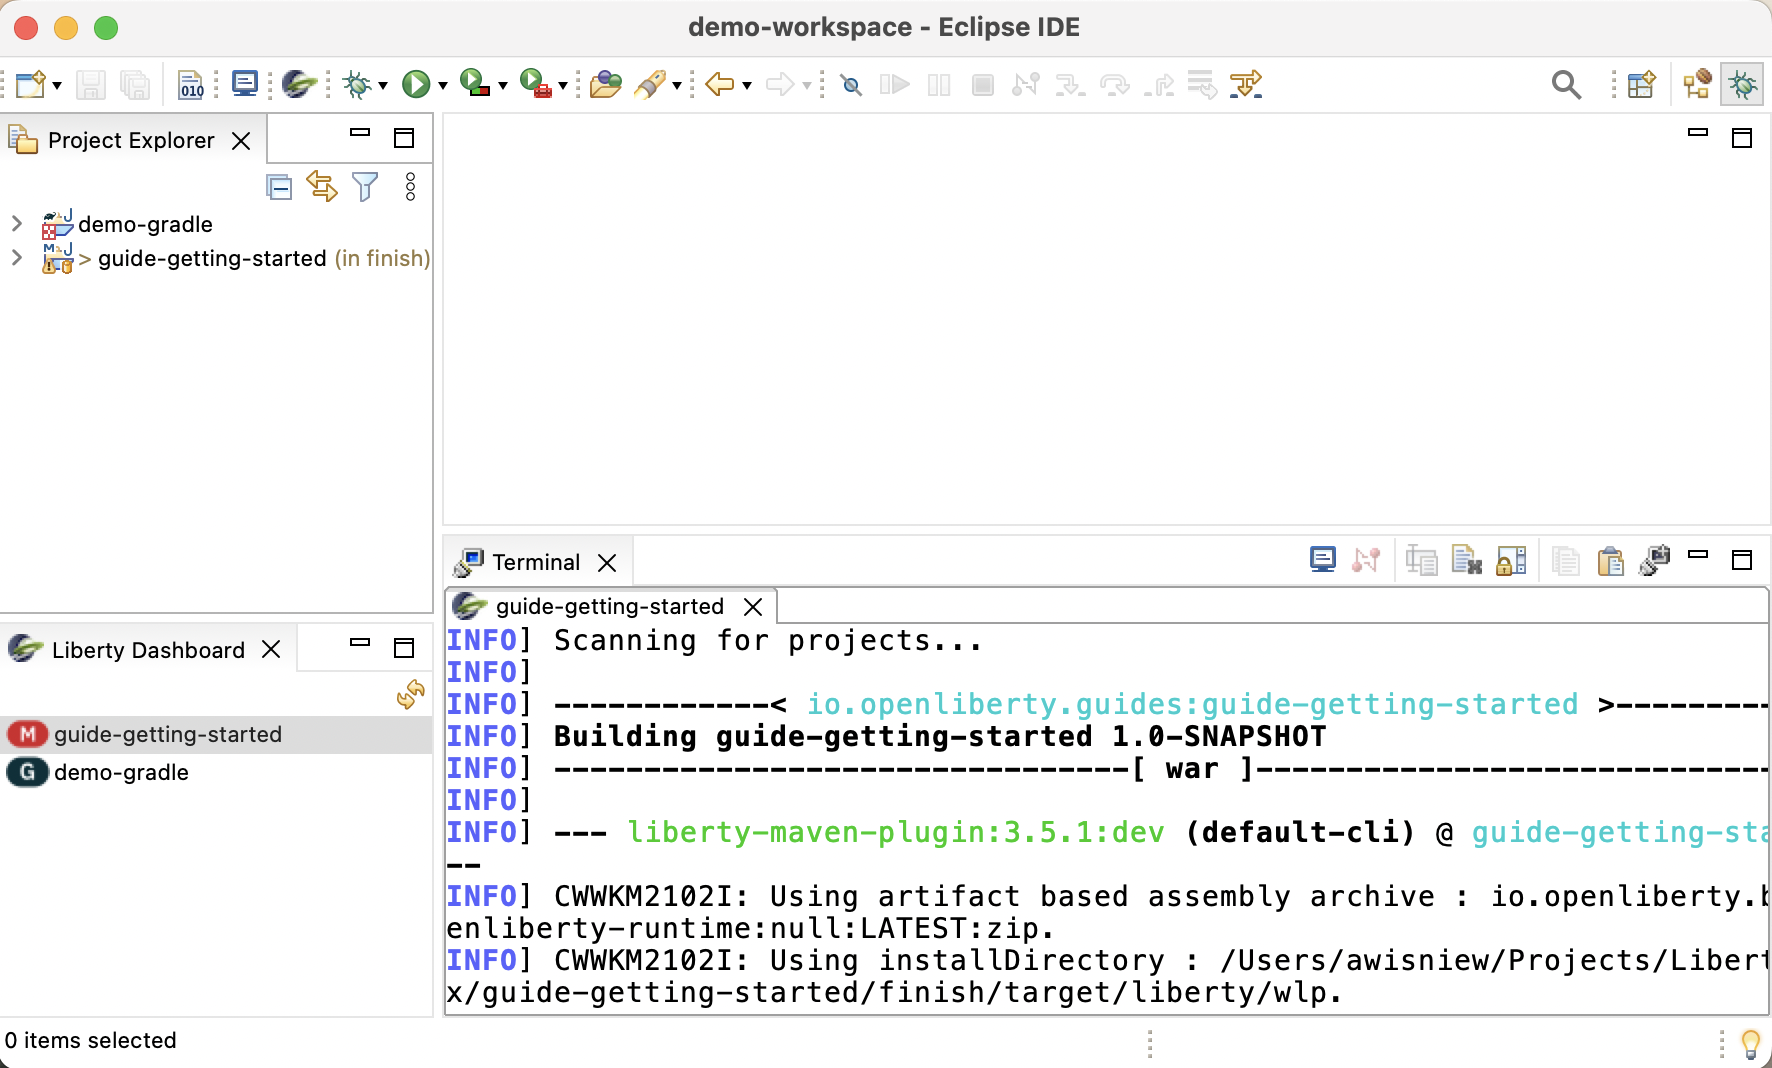 demo-workspace - Eclipse IDE
010
Project Explorer
demo-gradle
> guide-getting-started (in finish)
Liberty Dashboard
M guide-getting-started
G demo-gradle
Terminal
guide-getting-started
INFO] Scanning for projects...
INFO]
INFO] ------------< io.openliberty.guides:guide-getting-started >---------
INFO] Building guide-getting-started 1.0-SNAPSHOT
INFO] --------------------------------[ war ]-----------------------------
INFO]
INFO] --- liberty-maven-plugin:3.5.1:dev (default-cli) @ guide-getting-sta
--
INFO] CWWKM2102I: Using artifact based assembly archive : io.openliberty.b
enliberty-runtime:null:LATEST:zip.
INFO] CWWKM2102I: Using installDirectory : /Users/awisniew/Projects/Libert
x/guide-getting-started/finish/target/liberty/wlp.
0 items selected